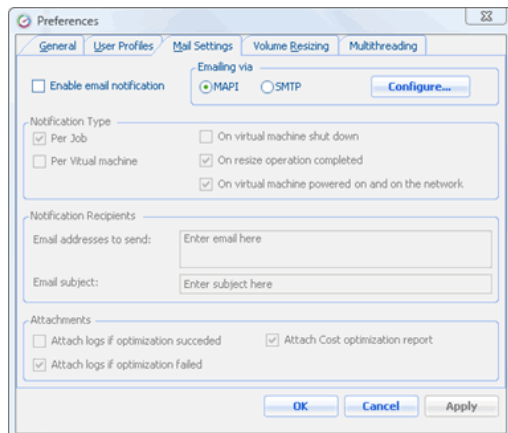 Preferences
General User Profiles Mail Settings Volume Resizing Multithreading
Emailing via
Enable email notification MAPI SMTP Configure...
Notification Type
Per Job On virtual machine shut down
Per Vitual machine On resize operation completed
On virtual machine powered on and on the network
Notification Recipients
Email addresses to send: Enter email here
Email subject: Enter subject here
Attachments
Attach logs if optimization succeded Attach Cost optimization report
Attach logs if optimization failed
OK Cancel Apply